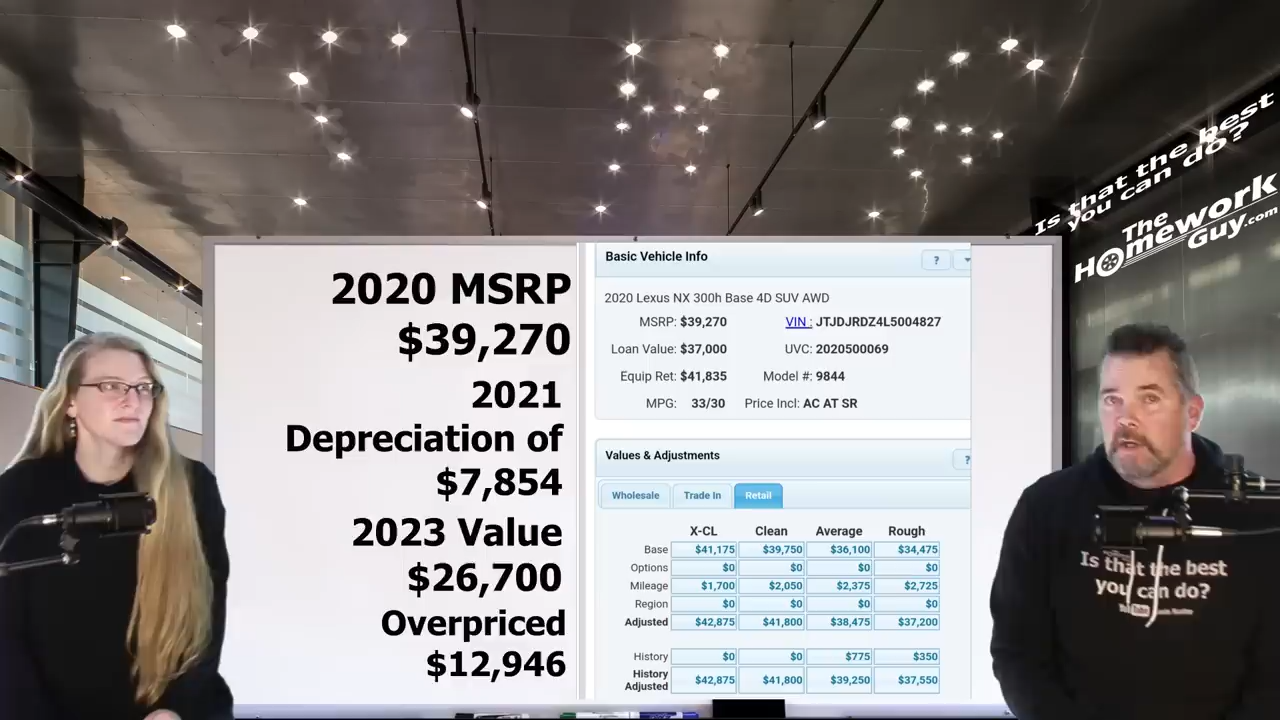 Is that the best
you can do?
The
Homework
Guy.com
2020 MSRP
$39,270
2021
Depreciation of
$7,854
2023 Value
$26,700
Overpriced
$12,946
Basic Vehicle Info
?
2020 Lexus NX 300h Base 4D SUV AWD
MSRP: $39,270 VIN : JTJDJRDZ4L5004827
Loan Value: $37,000 UVC: 2020500069
Equip Ret: $41,835 Model #: 9844
MPG: 33/30 Price Incl: AC AT SR
Values & Adjustments
?
Wholesale Trade In Retail
X-CL Clean Average Rough
Base $41,175 $39,750 $36,100 $34,475
Options $0 $0 $0 $0
Mileage $1,700 $2,050 $2,375 $2,725
Region $0 $0 $0 $0
Adjusted $42,875 $41,800 $38,475 $37,200
History $0 $0 $775 $350
History
Adjusted $42,875 $41,800 $39,250 $37,550
Is that the best
you can do?